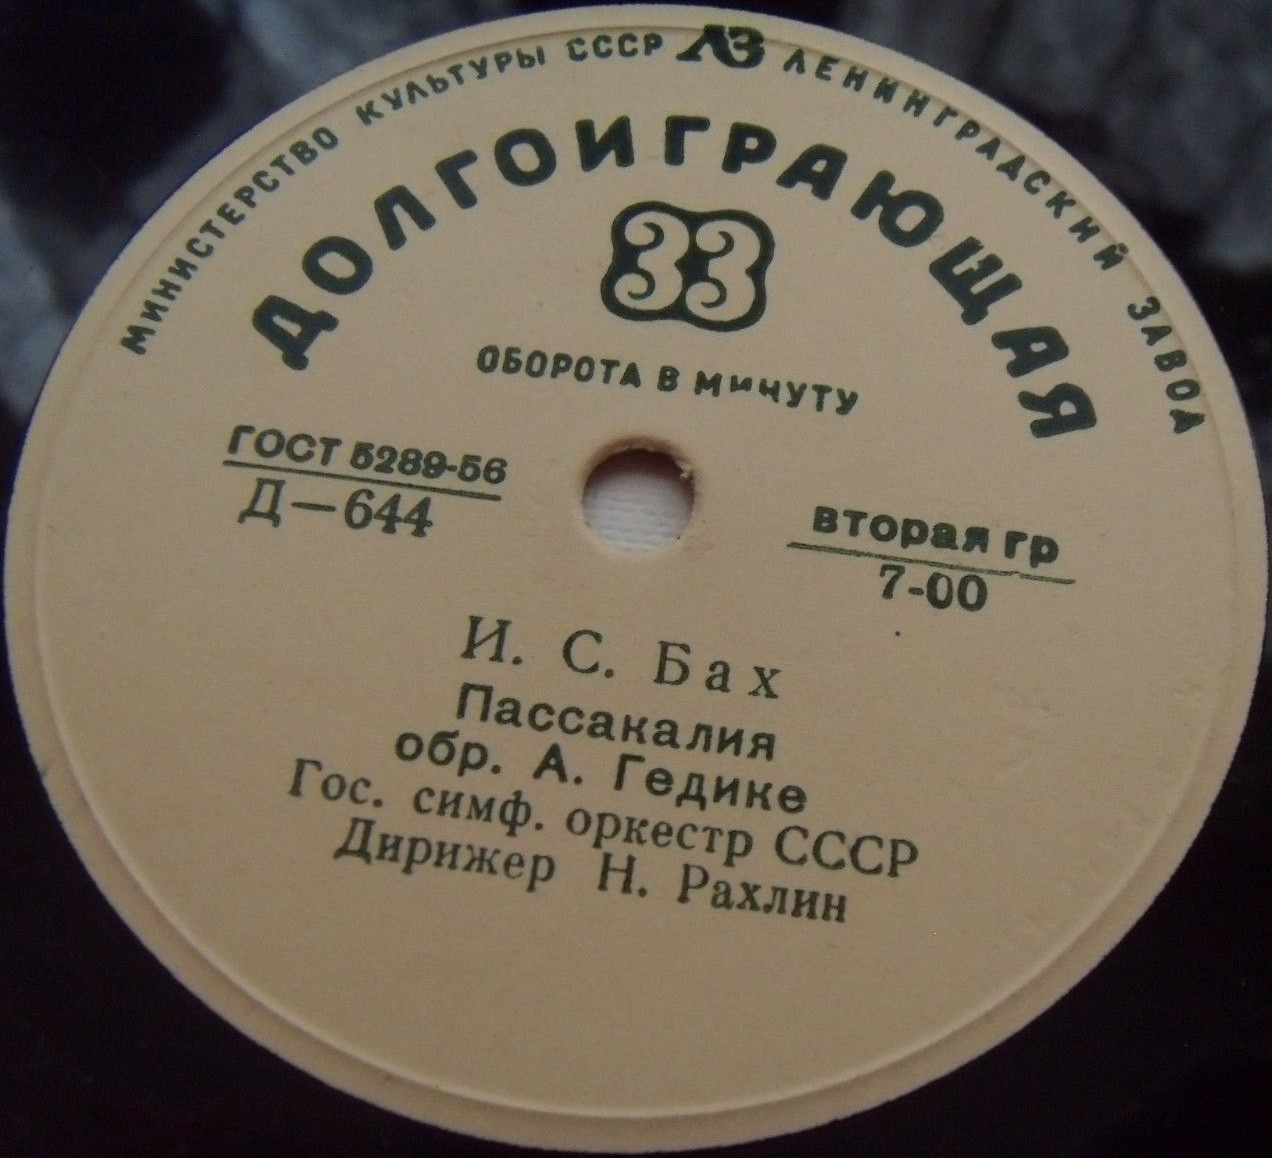 МИНИСТЕРСТВО КУЛЬТУРЫ СССР ЛЗ ЛЕНИНГРАДСКИЙ ЗАВОД
ДОЛГОИГРАЮЩАЯ
33
ОБОРОТА В МИНУТУ
ГОСТ 5289-56
Д—644
вторая гр
7-00
И. С. Бах
Пассакалия
обр. А. Гедике
Гос. симф. оркестр СССР
Дирижер Н. Рахлин